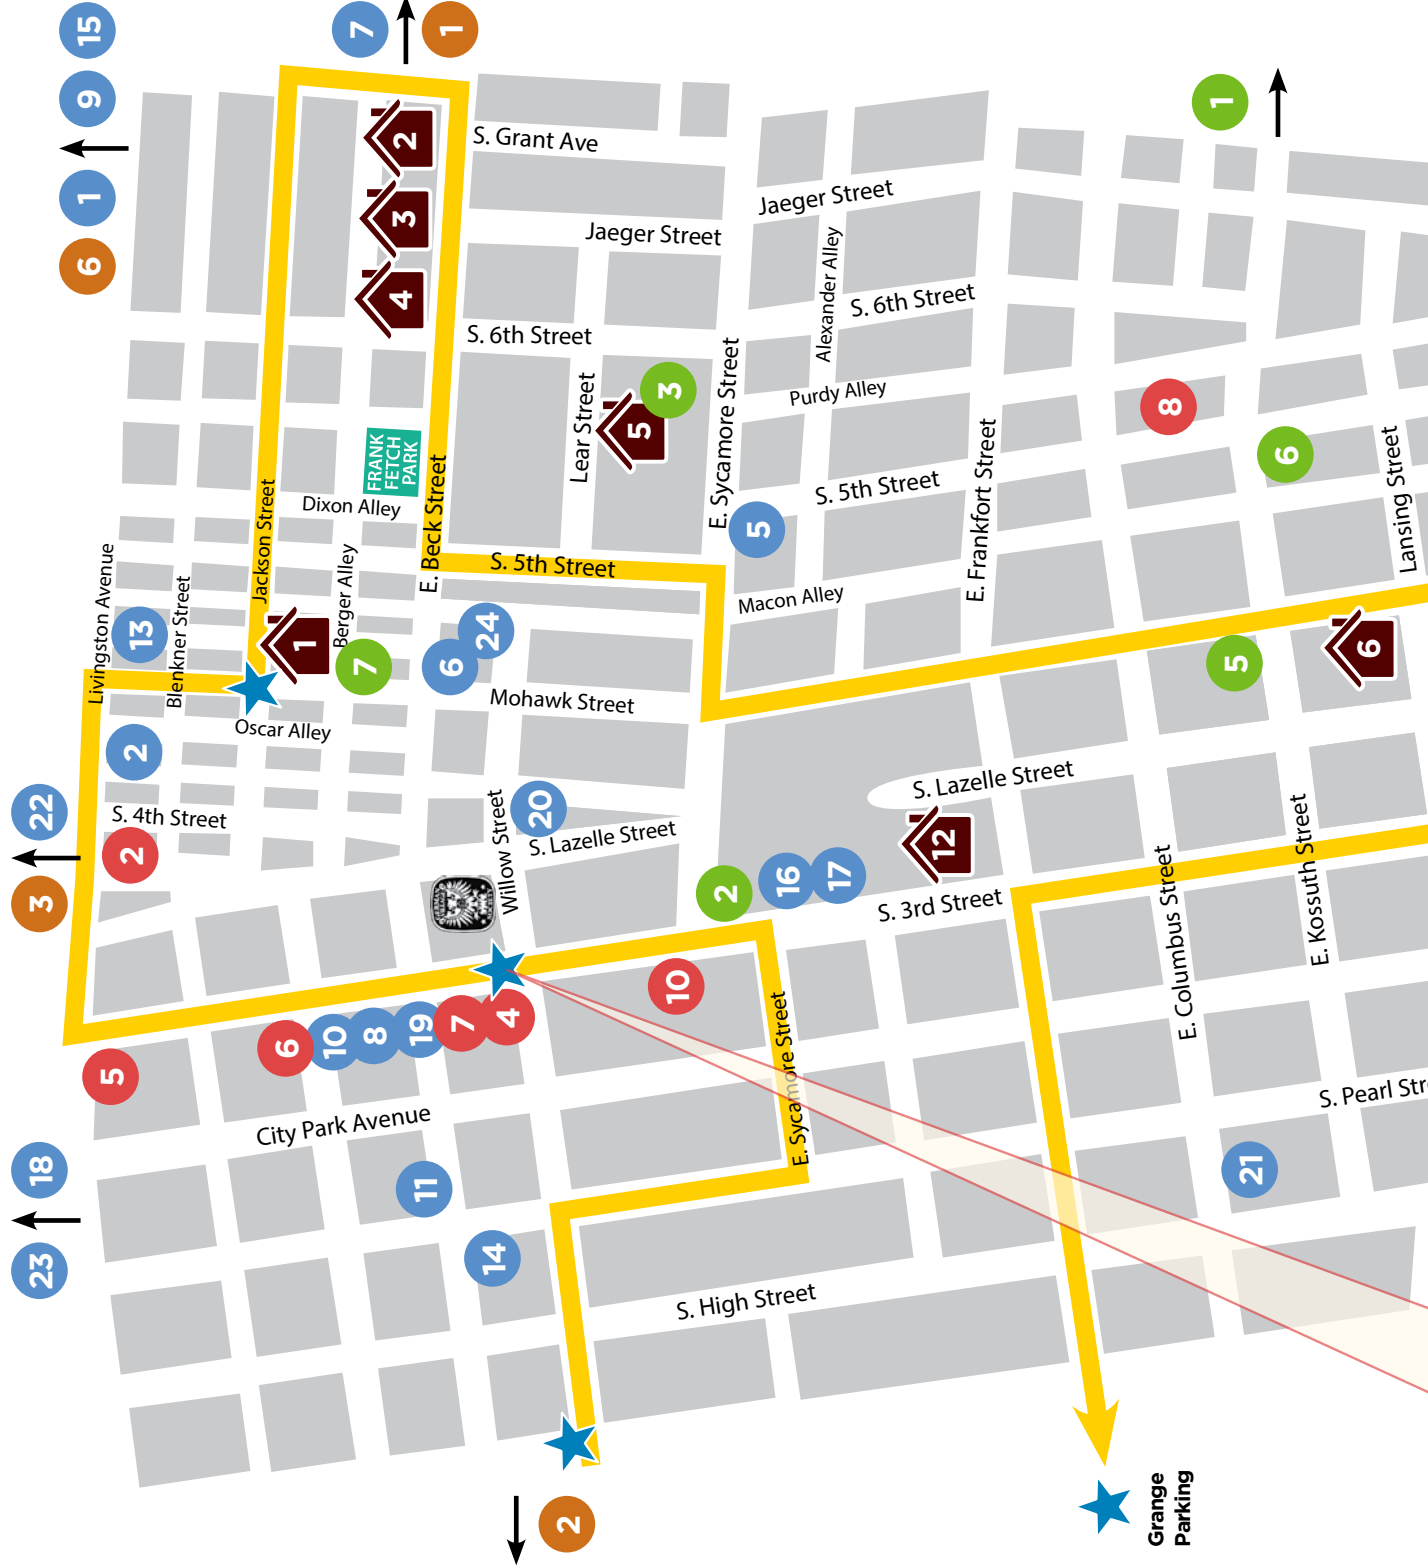 15
9
1
6
7
1
2
3
4
S. Grant Ave
Jaeger Street
Jaeger Street
Alexander Alley
S. 6th Street
S. 6th Street
1
FRANK
FETCH
PARK
Dixon Alley
Lear Street
5
3
E. Sycamore Street
Purdy Alley
8
6
E. Frankfort Street
Lansing Street
S. 5th Street
5
Jackson Street
E. Beck Street
S. 5th Street
Livingston Avenue
Blenkner Street
Berger Alley
13
1
7
6
24
Macon Alley
5
6
Mohawk Street
Oscar Alley
2
22
3
S. 4th Street
2
Willow Street
20
S. Lazelle Street
S. Lazelle Street
12
2
16
17
S. 3rd Street
E. Columbus Street
E. Kossuth Street
10
E. Sycamore Street
5
6
10
8
19
7
4
City Park Avenue
S. Pearl Str
18
23
11
14
21
S. High Street
2
Grange
Parking